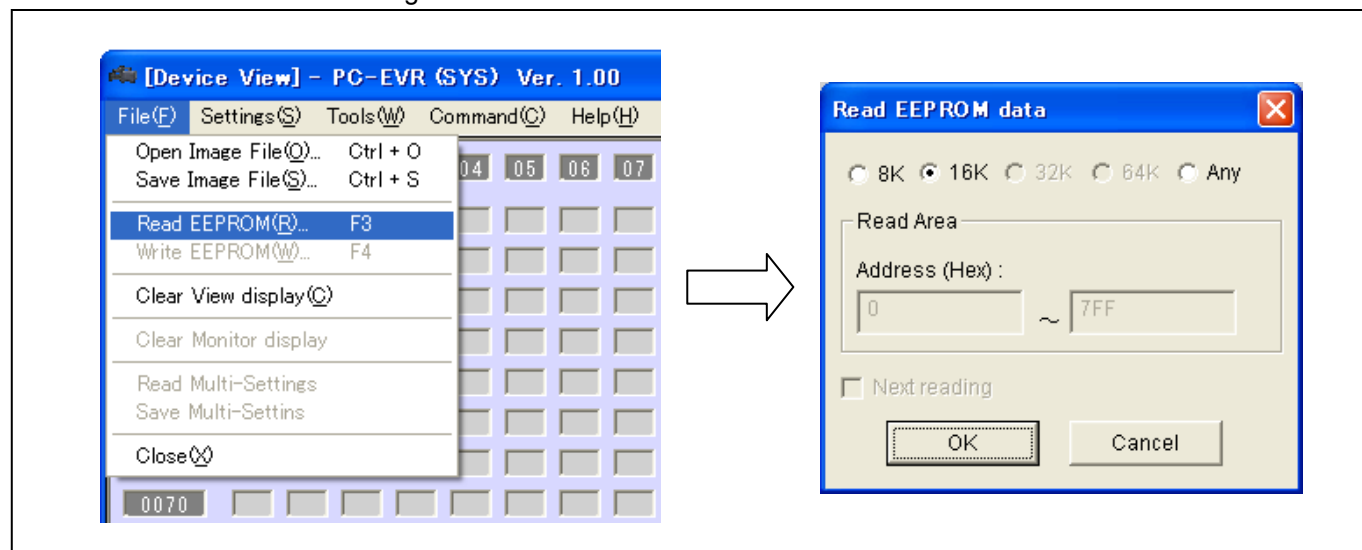 [Device View] - PC-EVR (SYS) Ver. 1.00
File(F) Settings(S) Tools(W) Command(C) Help(H)
Open Image File(O)... Ctrl + O
Save Image File(S)... Ctrl + S
Read EEPROM(R)... F3
Write EEPROM(W)... F4
Clear View display(C)
Clear Monitor display
Read Multi-Settings
Save Multi-Settins
Close(X)
04 05 06 07
0070
Read EEPROM data
8K 16K 32K 64K Any
Read Area
Address (Hex) :
0 ~ 7FF
Next reading
OK Cancel